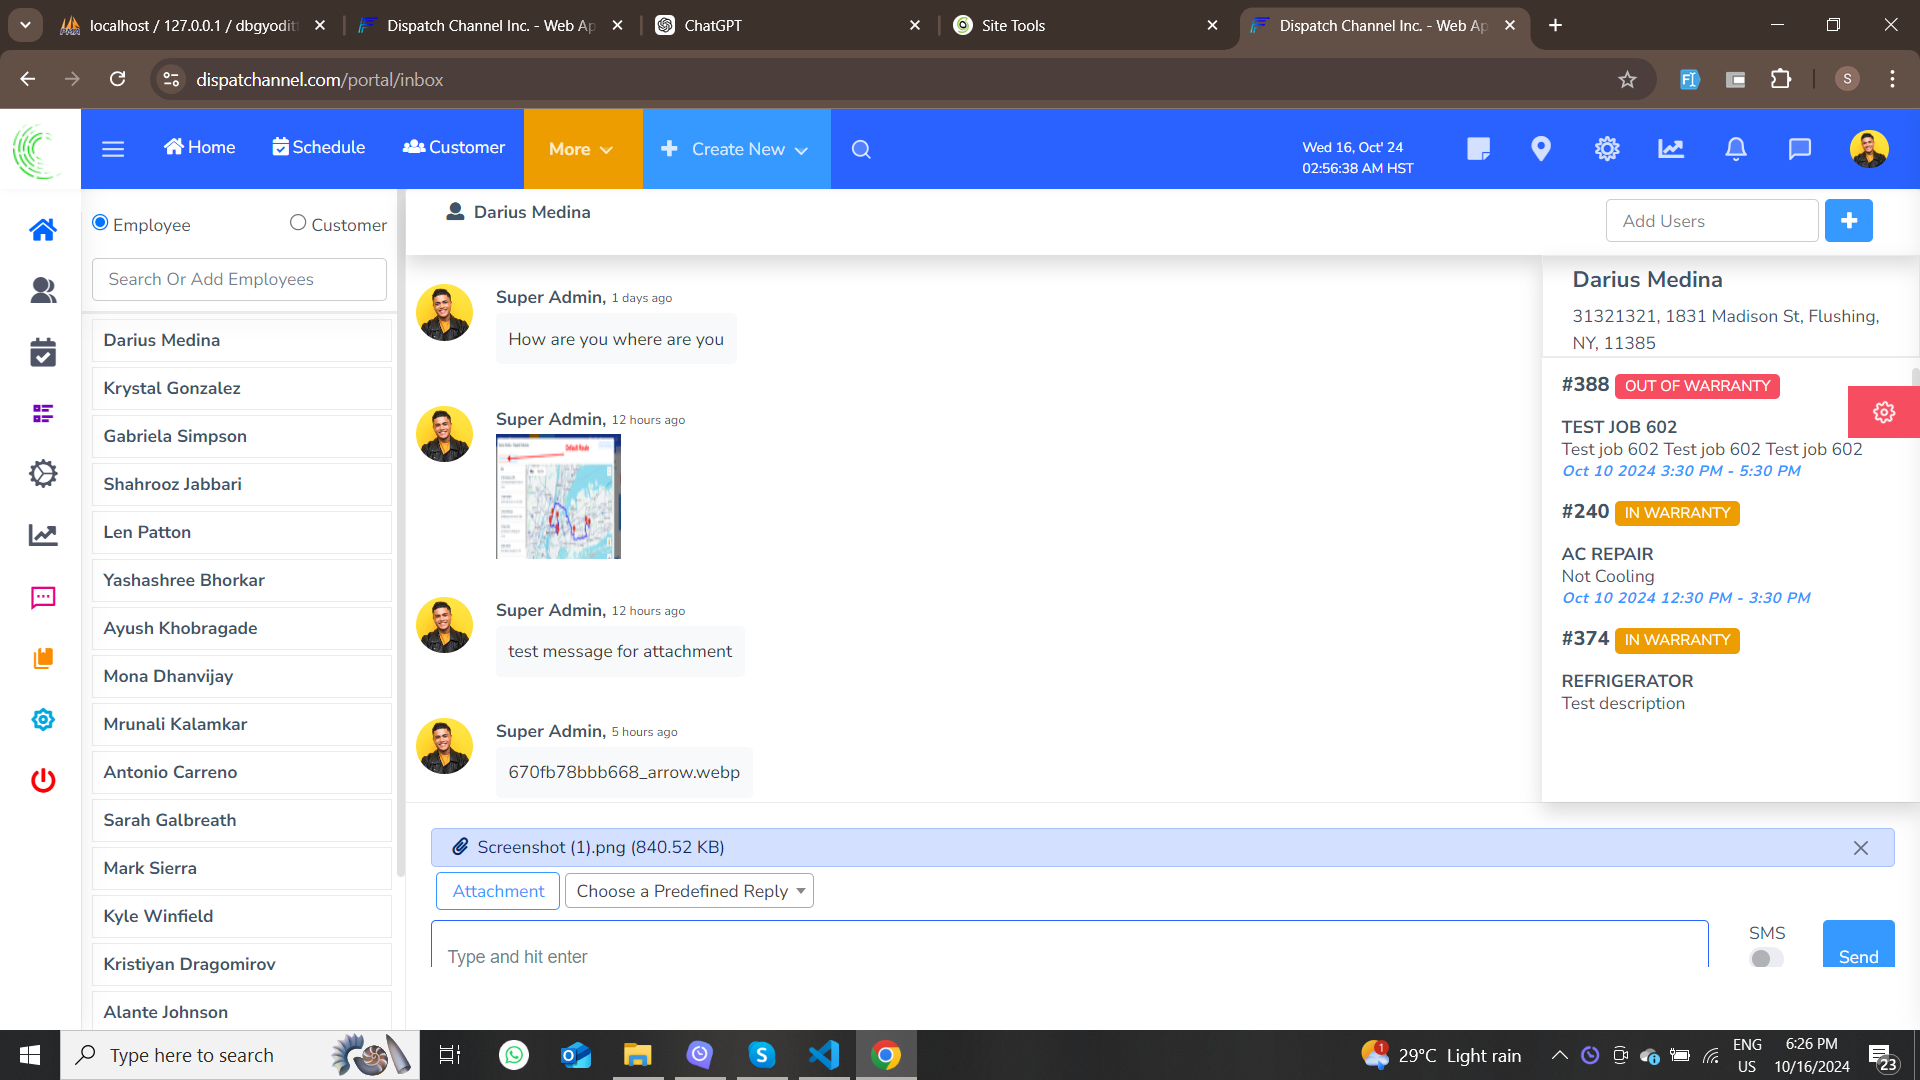 localhost / 127.0.0.1 / dbgyoditt
Dispatch Channel Inc. - Web Ap
ChatGPT
Site Tools
Dispatch Channel Inc. - Web Ap
dispatchannel.com/portal/inbox
S
Home
Schedule
Customer
More
Create New
Wed 16, Oct' 24
02:56:38 AM HST
Employee
Customer
Search Or Add Employees
Darius Medina
Krystal Gonzalez
Gabriela Simpson
Shahrooz Jabbari
Len Patton
Yashashree Bhorkar
Ayush Khobragade
Mona Dhanvijay
Mrunali Kalamkar
Antonio Carreno
Sarah Galbreath
Mark Sierra
Kyle Winfield
Kristiyan Dragomirov
Alante Johnson
Darius Medina
Add Users
Super Admin, 1 days ago
How are you where are you
Super Admin, 12 hours ago
Default Route
Super Admin, 12 hours ago
test message for attachment
Super Admin, 5 hours ago
670fb78bbb668_arrow.webp
Darius Medina
31321321, 1831 Madison St, Flushing,
NY, 11385
#388 OUT OF WARRANTY
TEST JOB 602
Test job 602 Test job 602 Test job 602
Oct 10 2024 3:30 PM - 5:30 PM
#240 IN WARRANTY
AC REPAIR
Not Cooling
Oct 10 2024 12:30 PM - 3:30 PM
#374 IN WARRANTY
REFRIGERATOR
Test description
Screenshot (1).png (840.52 KB)
Attachment
Choose a Predefined Reply
Type and hit enter
SMS
Send
Type here to search
1
29°C Light rain
ENG
US
6:26 PM
10/16/2024
23